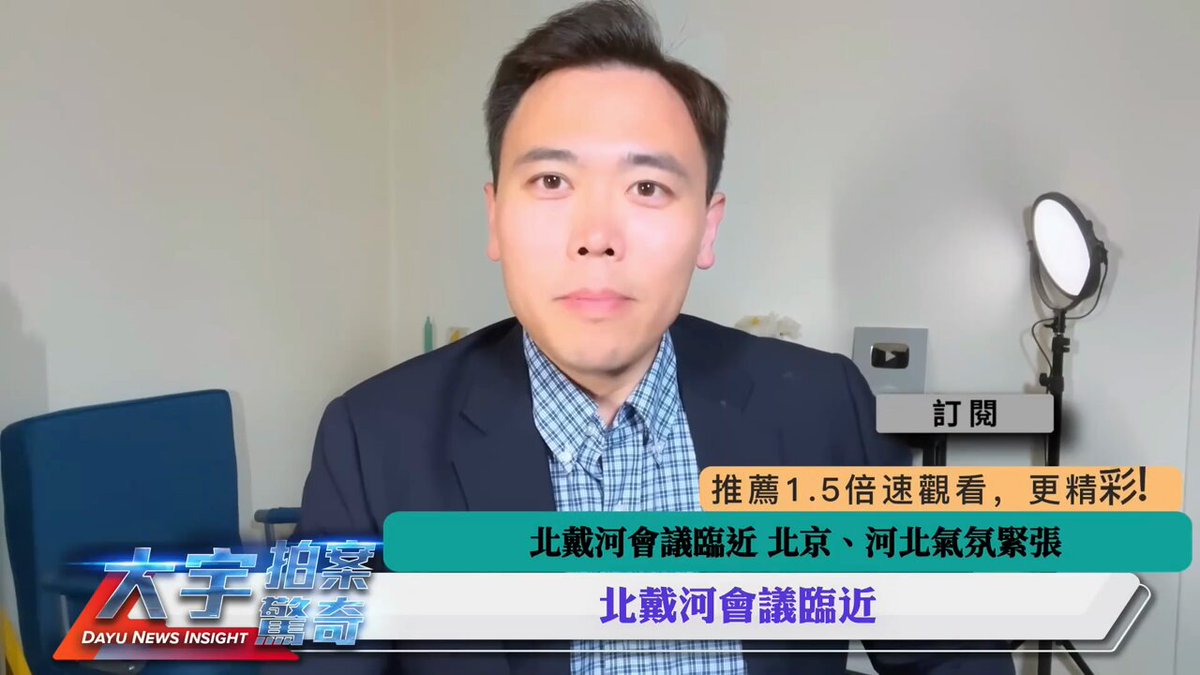 訂閱
推薦1.5倍速觀看，更精彩!
北戴河會議臨近 北京、河北氣氛緊張
大宇拍案驚奇
DAYU NEWS INSIGHT
北戴河會議臨近